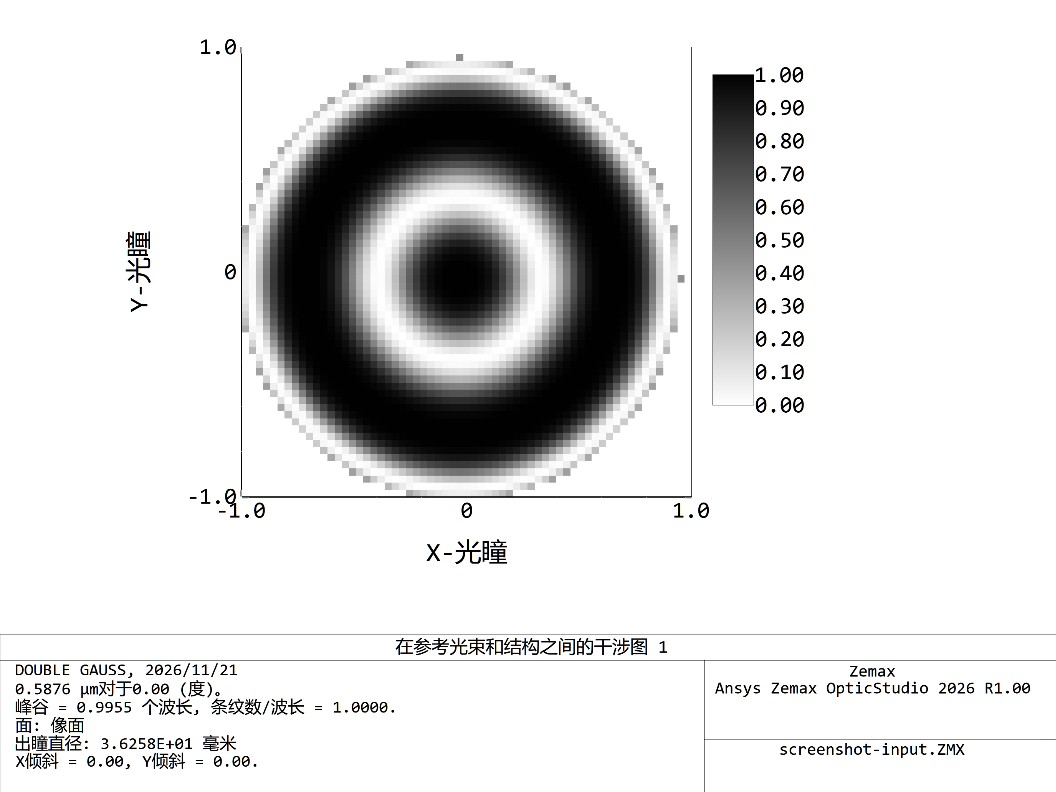 1.0
0
-1.0
Y-光瞳
-1.0
0
1.0
X-光瞳
1.00
0.90
0.80
0.70
0.60
0.50
0.40
0.30
0.20
0.10
0.00
在参考光束和结构之间的干涉图 1
DOUBLE GAUSS, 2026/11/21
0.5876 μm对于0.00 (度)。
峰谷 = 0.9955 个波长, 条纹数/波长 = 1.0000.
面: 像面
出瞳直径: 3.6258E+01 毫米
X倾斜 = 0.00, Y倾斜 = 0.00.
Zemax
Ansys Zemax OpticStudio 2026 R1.00
screenshot-input.ZMX